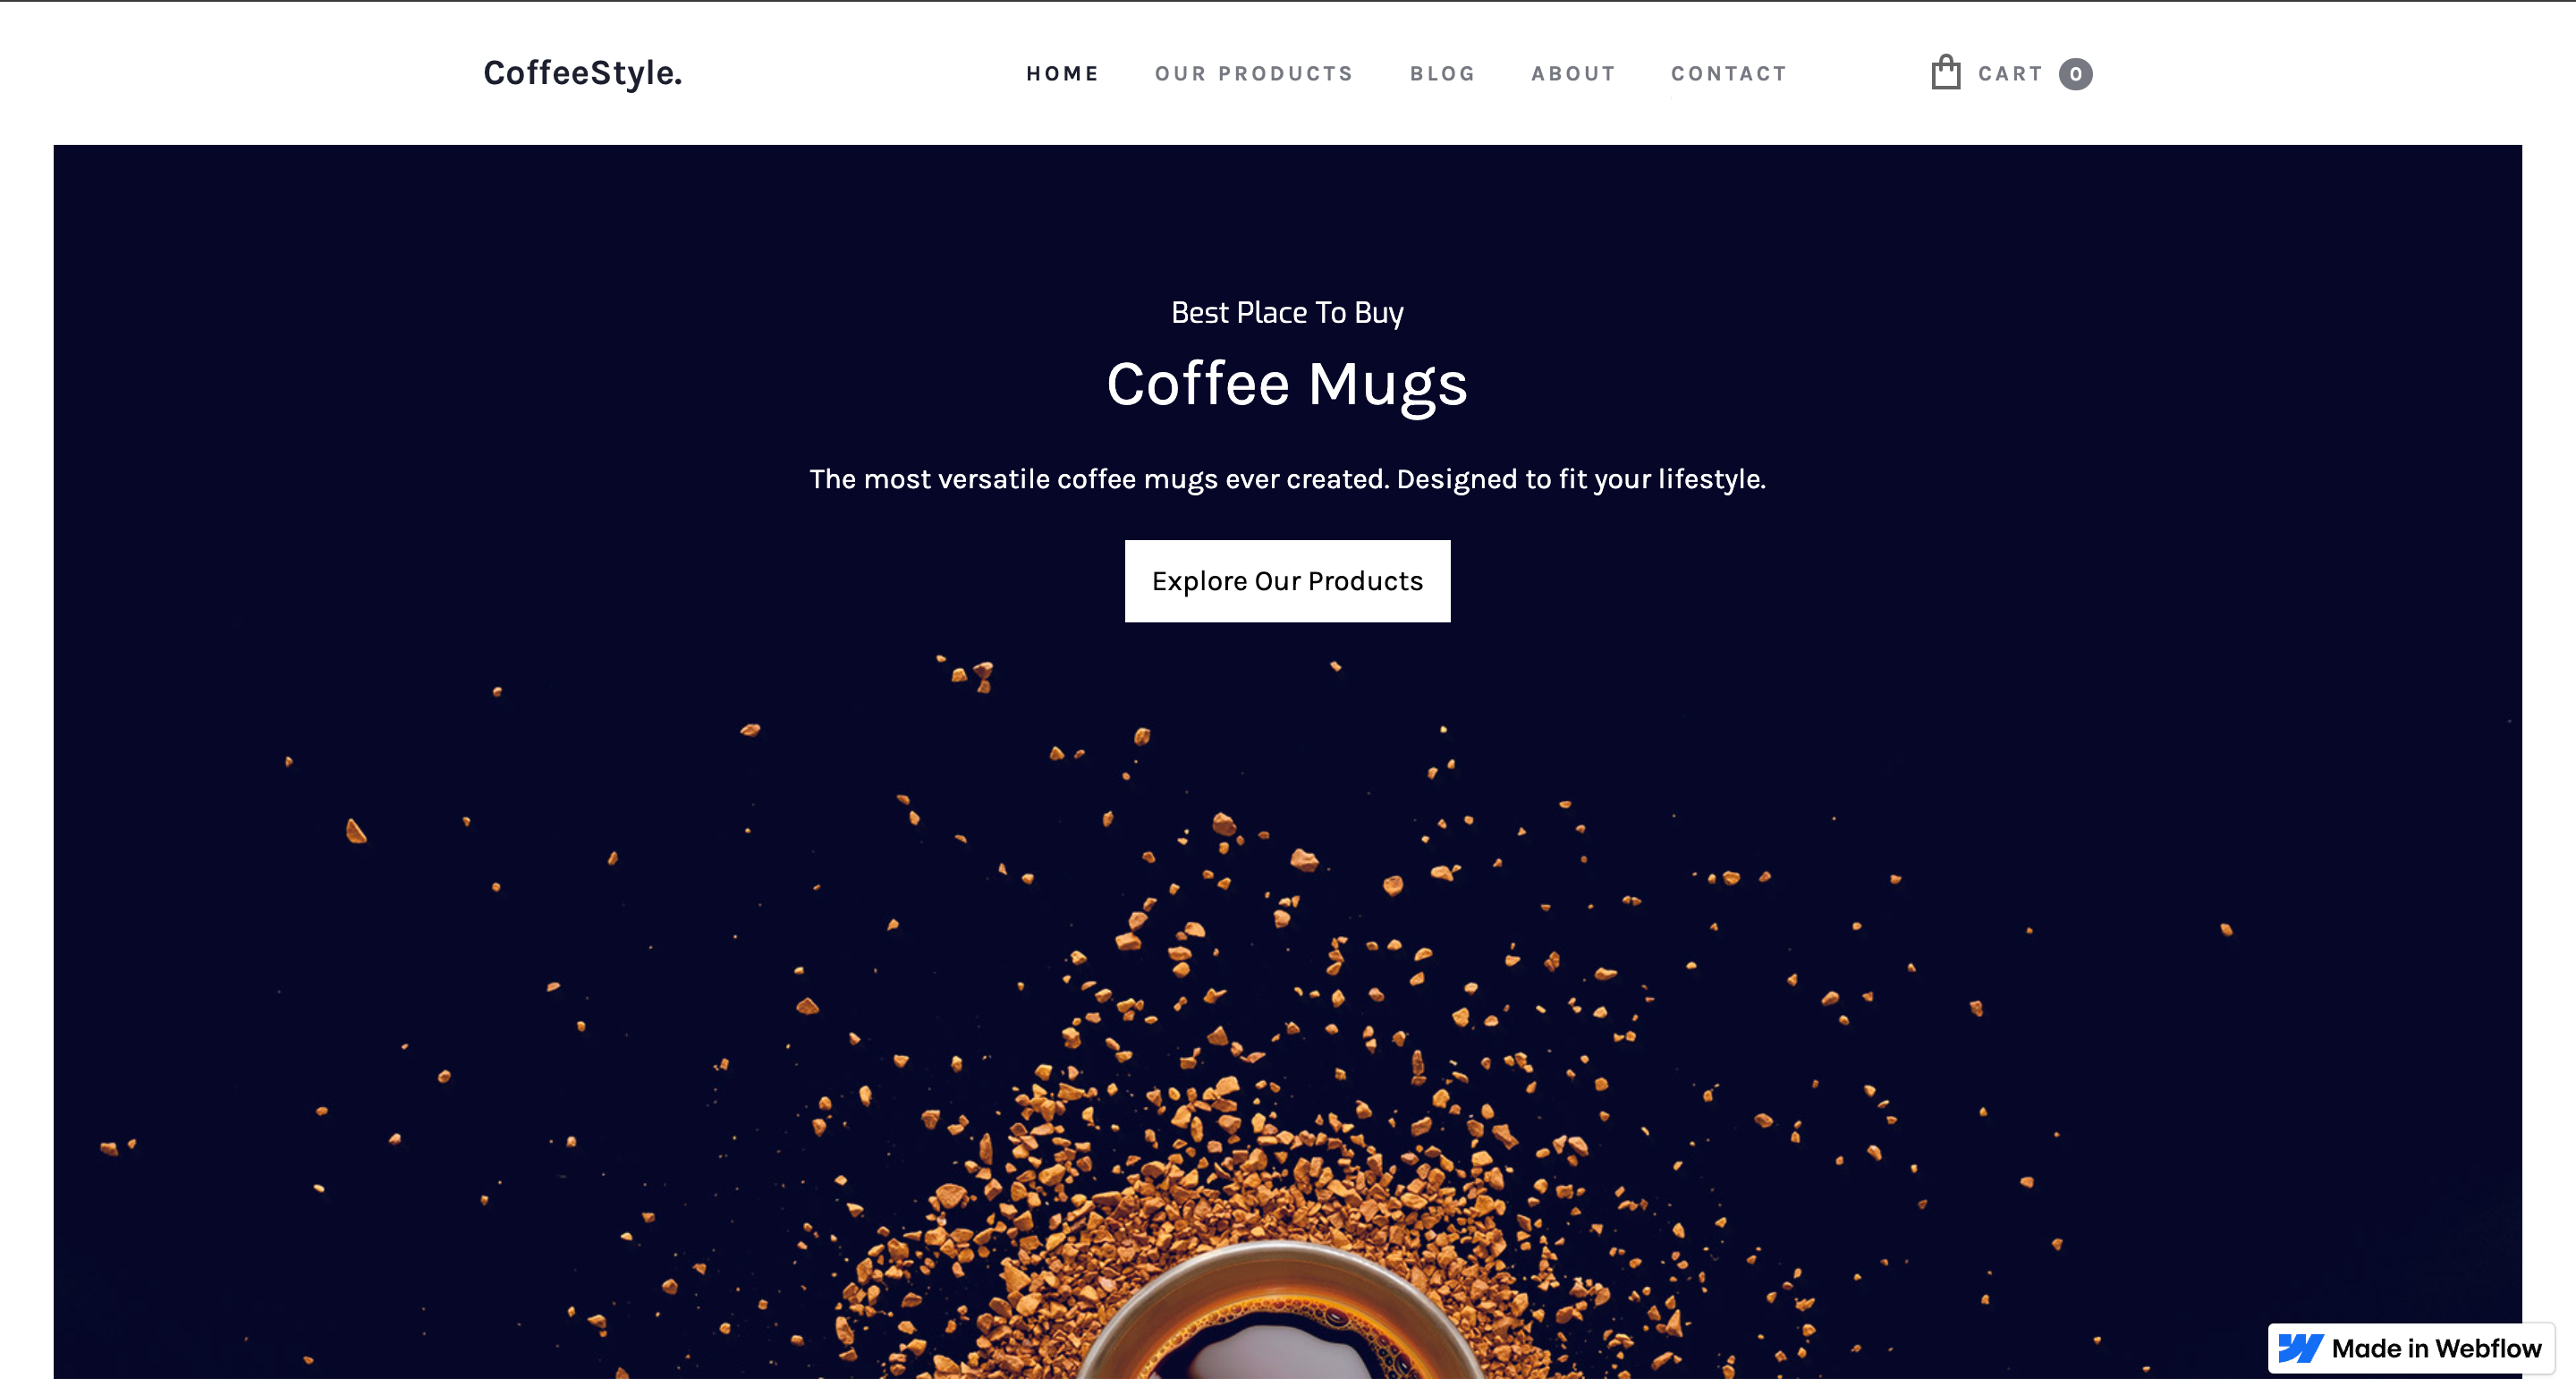 CoffeeStyle.
HOME OUR PRODUCTS BLOG ABOUT CONTACT CART 0
Best Place To Buy
Coffee Mugs
The most versatile coffee mugs ever created. Designed to fit your lifestyle.
Explore Our Products
Made in Webflow